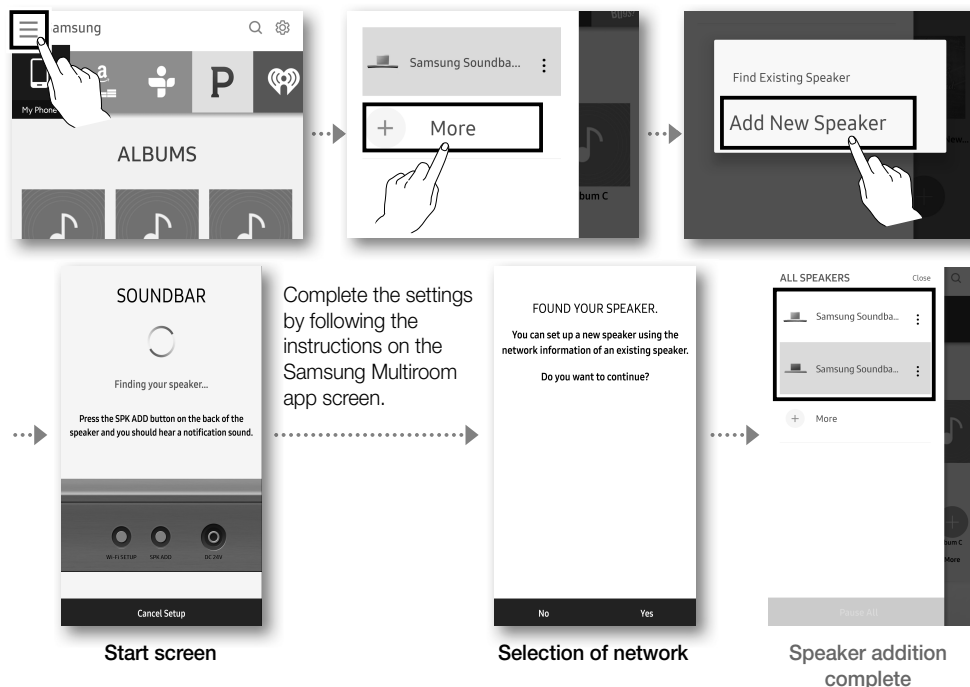 amsung
a
P
My Phone
ALBUMS
Samsung Soundba...
More
bum C
Find Existing Speaker
Add New Speaker
SOUNDBAR
Finding your speaker...
Press the SPK ADD button on the back of the
speaker and you should hear a notification sound.
WI-FI SETUP SPK ADD DC 24V
Cancel Setup
Start screen
Complete the settings
by following the
instructions on the
Samsung Multiroom
app screen.
FOUND YOUR SPEAKER.
You can set up a new speaker using the
network information of an existing speaker.
Do you want to continue?
No Yes
Selection of network
ALL SPEAKERS Close
Samsung Soundba...
Samsung Soundba...
More
bum C
More
Pause All
Speaker addition
complete